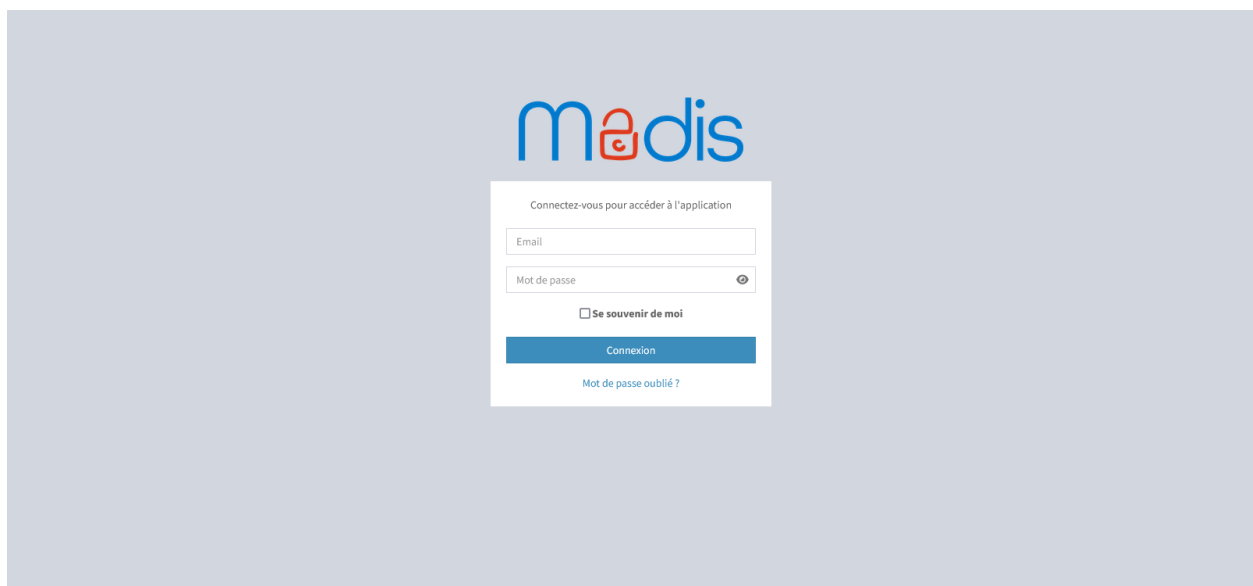 Madis
Connectez-vous pour accéder à l'application
Email
Mot de passe
Se souvenir de moi
Connexion
Mot de passe oublié ?